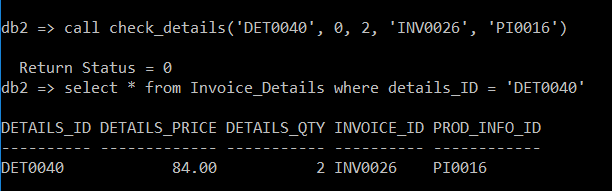 db2 => call check_details('DET0040', 0, 2, 'INV0026', 'PI0016')
Return Status = 0
db2 => select * from Invoice_Details where details_ID = 'DET0040'
DETAILS_ID DETAILS_PRICE DETAILS_QTY INVOICE_ID PROD_INFO_ID
---------- ------------- ----------- ---------- ------------
DET0040 84.00 2 INV0026 PI0016